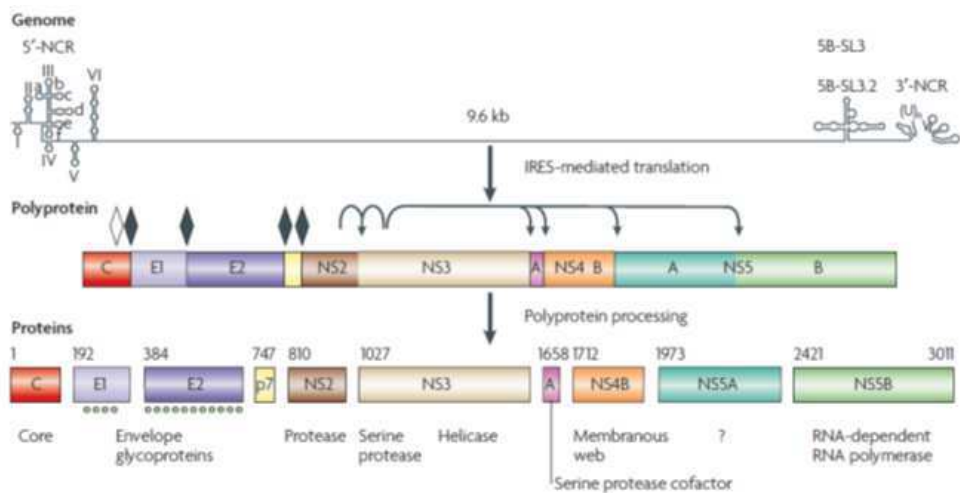 Genome
5'-NCR
5B-SL3
III VI
II a b
c
5B-SL3.2 3'-NCR
d
e
9.6 kb
(U)n
f
I
IV
V
IRES-mediated translation
Polyprotein
C E1 E2 NS2 NS3 A NS4 B A NS5 B
Polyprotein processing
Proteins
1 192 384 747 810 1027 1658 1712 1973 2421 3011
C E1 E2 p7 NS2 NS3 A NS4B NS5A NS5B
Core Envelope Protease Serine Helicase Membranous ? RNA-dependent
glycoproteins protease web RNA polymerase
Serine protease cofactor